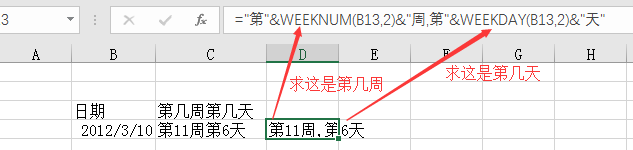 3
="第"&WEEKNUM(B13,2)&"周,第"&WEEKDAY(B13,2)&"天"
A B C D E F G H
求这是第几周
求这是第几天
日期 第几周第几天
2012/3/10 第11周第6天 第11周,第6天